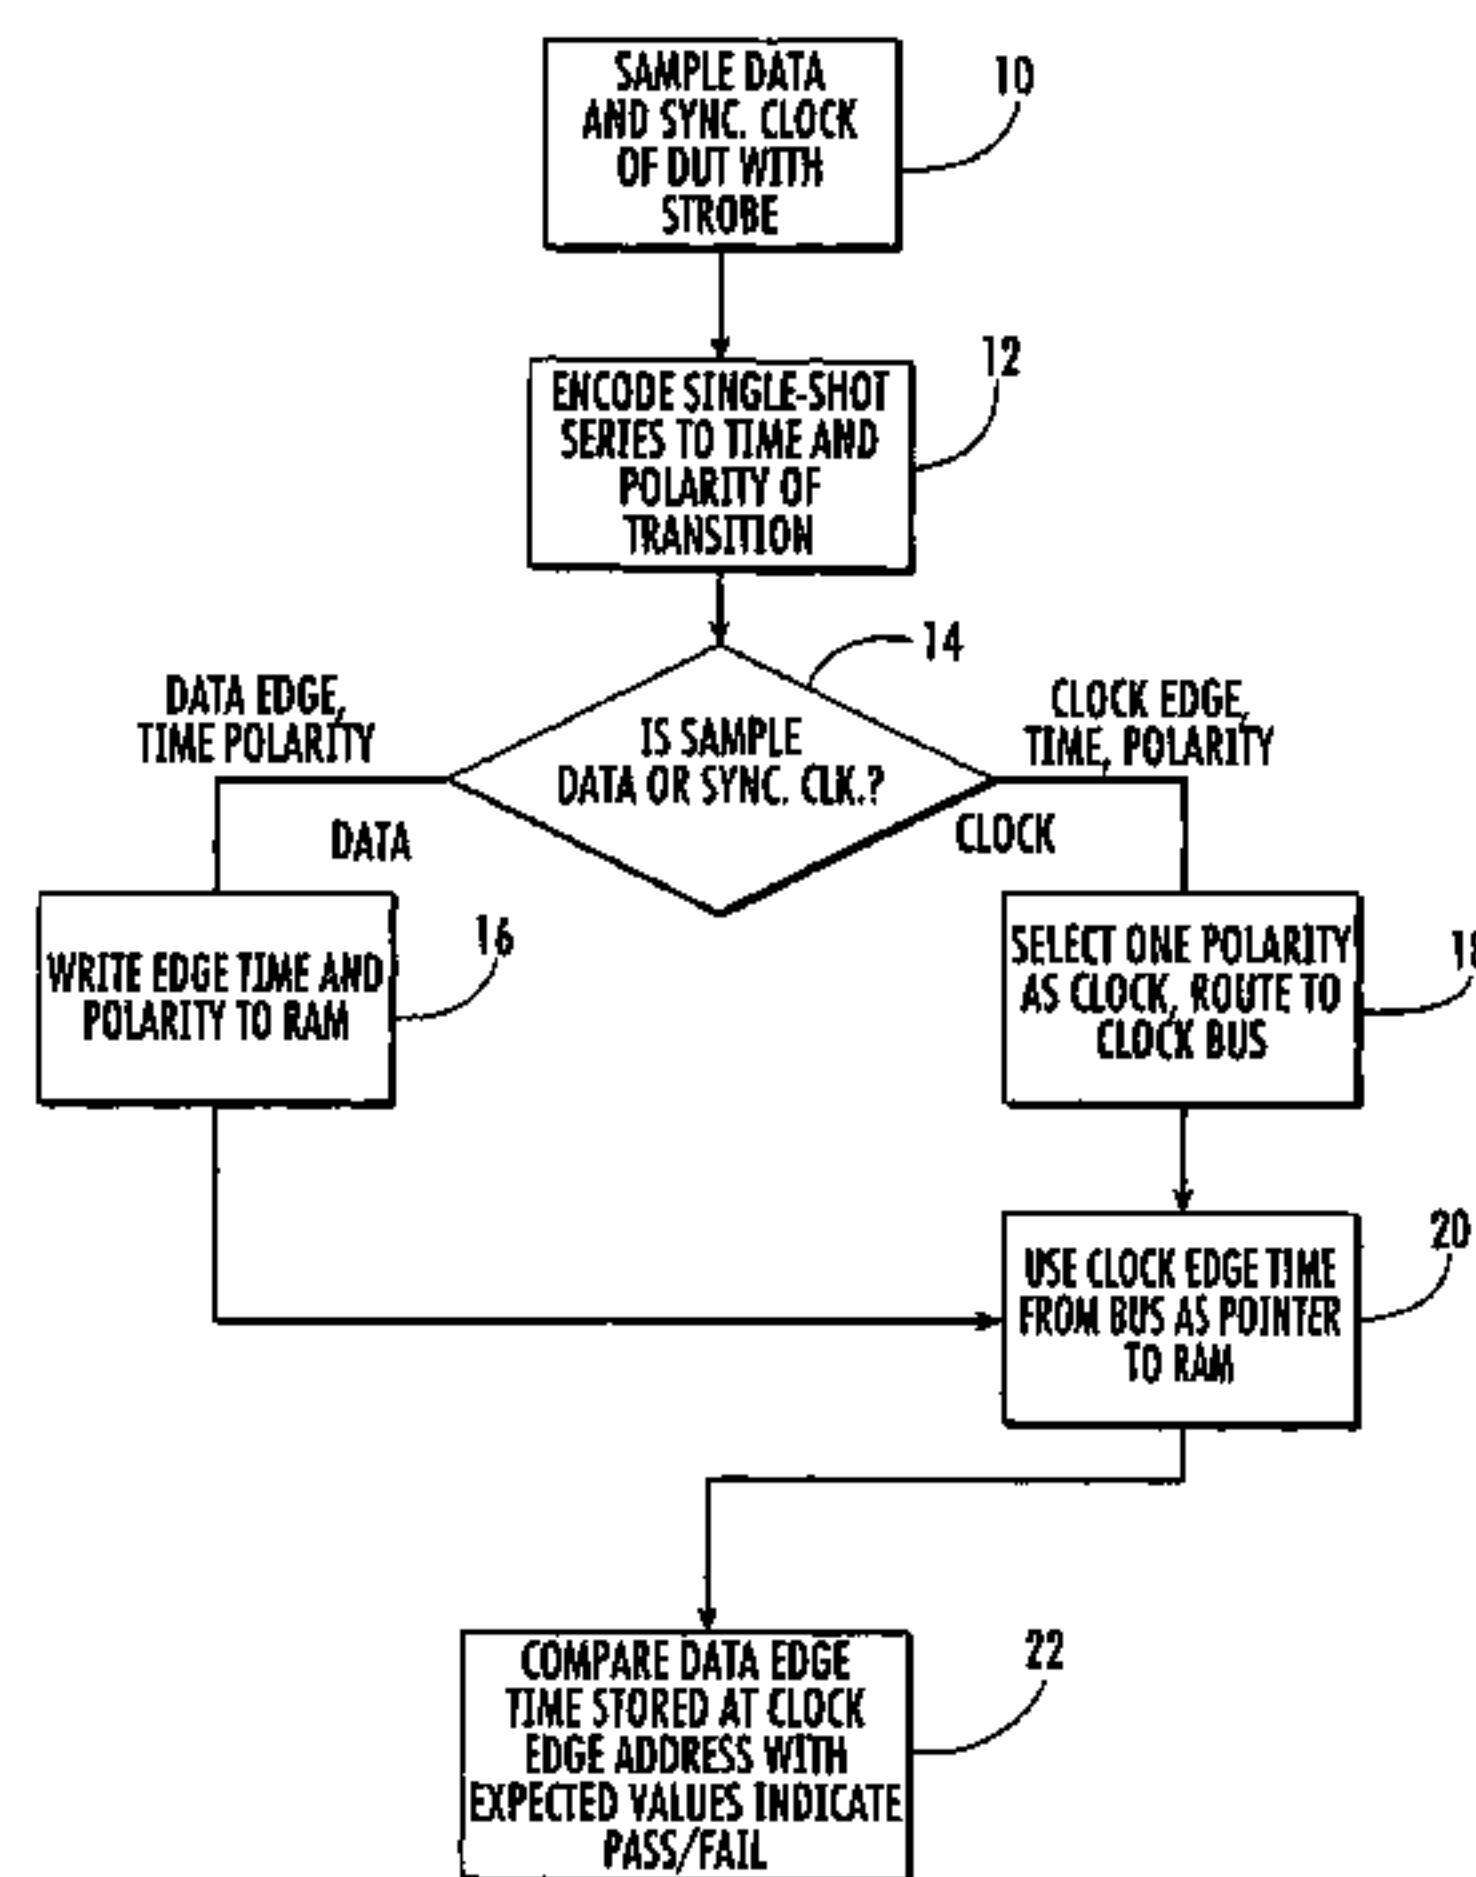 SAMPLE DATA
AND SYNC. CLOCK
OF DUT WITH
STROBE
10
ENCODE SINGLE-SHOT
SERIES TO TIME AND
POLARITY OF
TRANSITION
12
IS SAMPLE
DATA OR SYNC. CLK.?
14
DATA EDGE,
TIME POLARITY
DATA
CLOCK EDGE,
TIME, POLARITY
CLOCK
WRITE EDGE TIME AND
POLARITY TO RAM
16
SELECT ONE POLARITY
AS CLOCK, ROUTE TO
CLOCK BUS
18
USE CLOCK EDGE TIME
FROM BUS AS POINTER
TO RAM
20
COMPARE DATA EDGE
TIME STORED AT CLOCK
EDGE ADDRESS WITH
EXPECTED VALUES INDICATE
PASS/FAIL
22